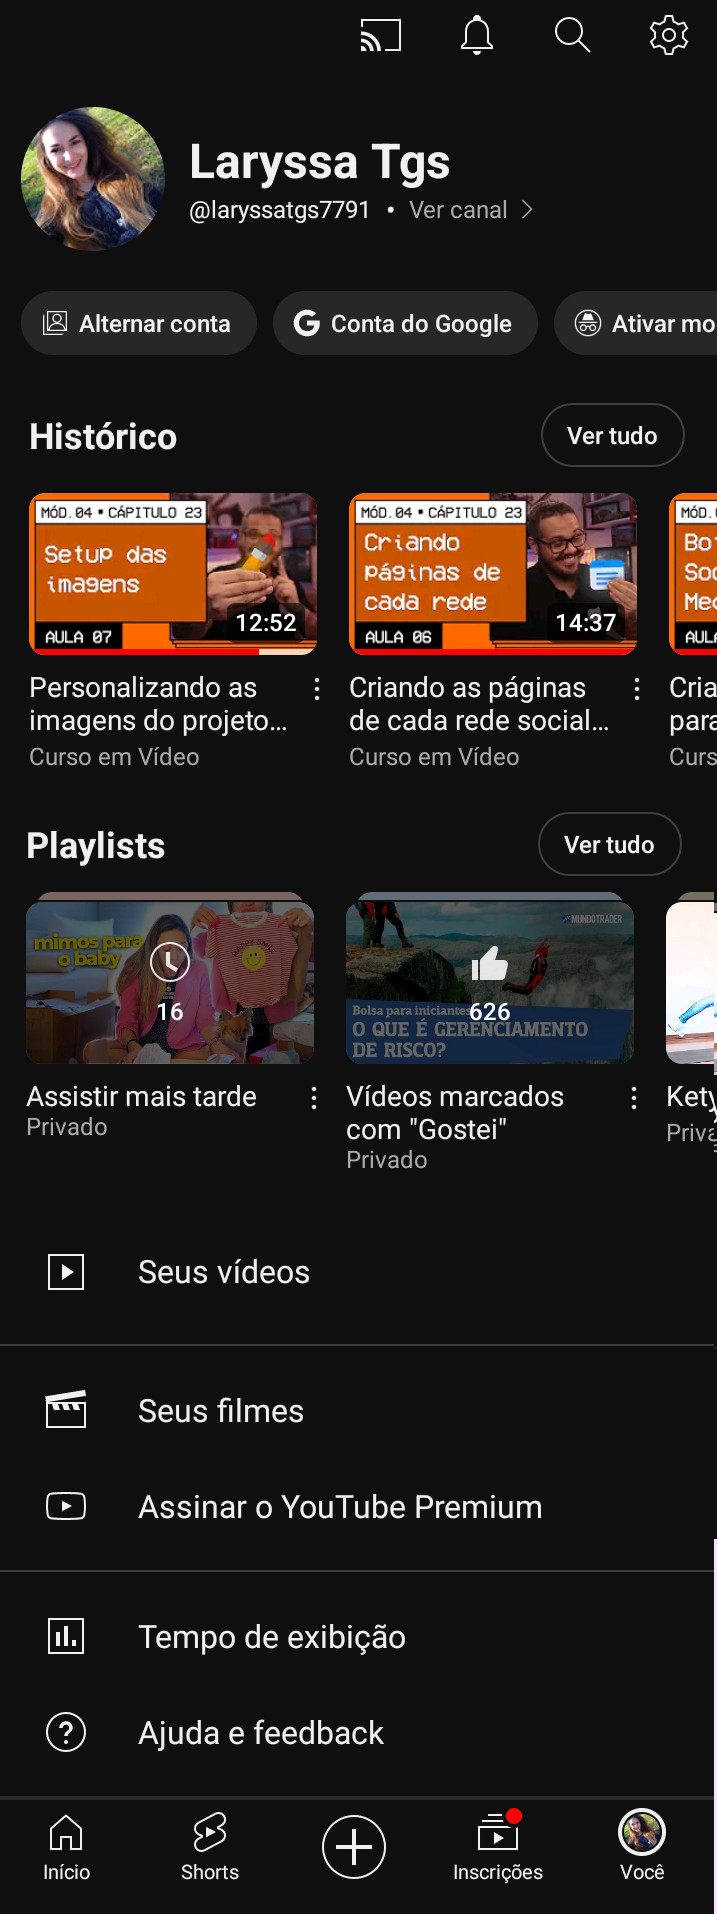 Laryssa Tgs
@laryssatgs7791 • Ver canal
Alternar conta
Conta do Google
Ativar mo
Histórico
Ver tudo
MÓD.04 • CÁPITULO 23
Setup das
imagens
12:52
AULA 07
MÓD.04 • CÁPITULO 23
Criando
páginas de
cada rede
14:37
AULA 06
MÓD.
Bo
Soc
Me
AUL
Personalizando as
imagens do projeto...
Curso em Vídeo
Criando as páginas
de cada rede social...
Curso em Vídeo
Cria
para
Curs
Playlists
Ver tudo
mimos para
o baby
HAPPY SMILE
16
MUNDOTRADER
626
Bolsa para iniciantes
O QUE É GERENCIAMENTO
DE RISCO?
Assistir mais tarde
Privado
Vídeos marcados
com "Gostei"
Privado
Kety
Priva
Seus vídeos
Seus filmes
Assinar o YouTube Premium
Tempo de exibição
Ajuda e feedback
Início
Shorts
Inscrições
Você